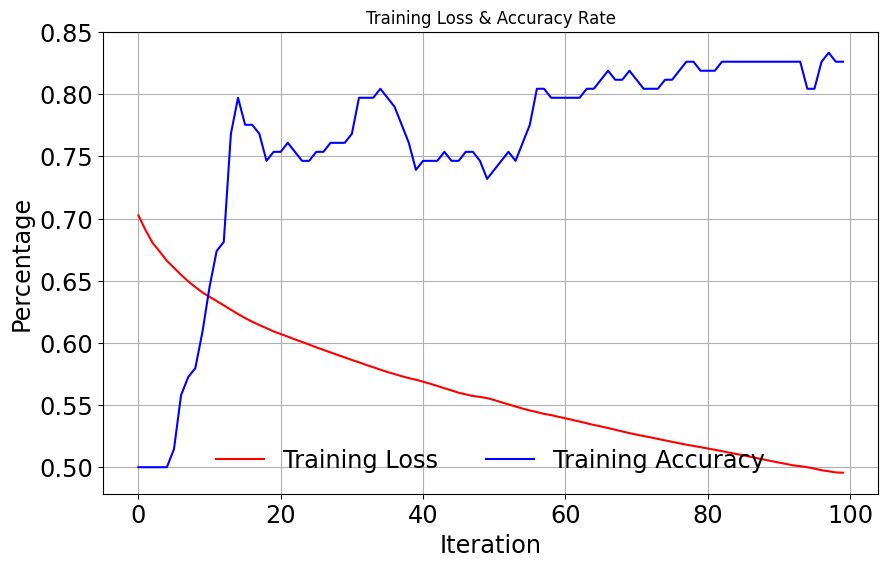 Training Loss & Accuracy Rate
0.85
0.80
0.75
0.70
0.65
0.60
0.55
0.50
Percentage
Training Loss Training Accuracy
0 20 40 60 80 100
Iteration